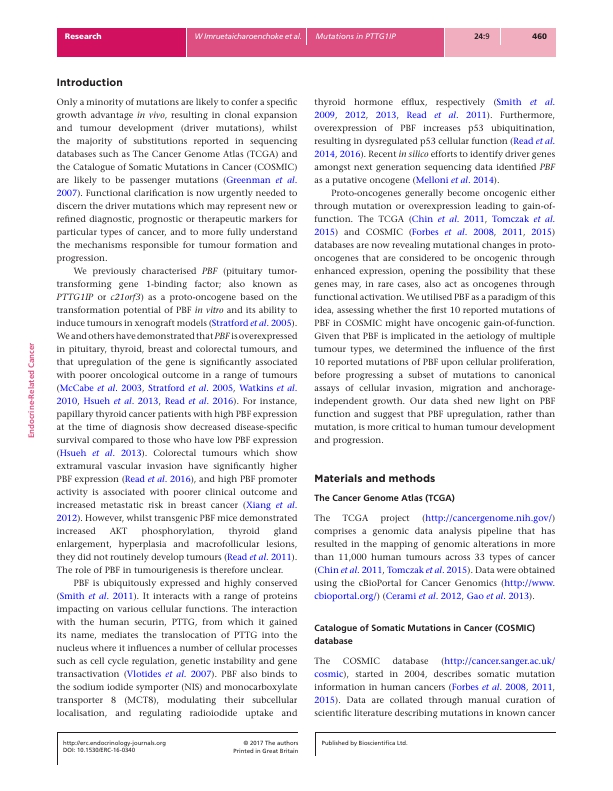 Research
W Imruetaicharoenchoke et al.
Mutations in PTTG1IP
24:9
460
Introduction
Only a minority of mutations are likely to confer a specific
growth advantage in vivo, resulting in clonal expansion
and tumour development (driver mutations), whilst
the majority of substitutions reported in sequencing
databases such as The Cancer Genome Atlas (TCGA) and
the Catalogue of Somatic Mutations in Cancer (COSMIC)
are likely to be passenger mutations (Greenman et al.
2007). Functional clarification is now urgently needed to
discern the driver mutations which may represent new or
refined diagnostic, prognostic or therapeutic markers for
particular types of cancer, and to more fully understand
the mechanisms responsible for tumour formation and
progression.
We previously characterised PBF (pituitary tumor-
transforming gene 1-binding factor; also known as
PTTG1IP or c21orf3) as a proto-oncogene based on the
transformation potential of PBF in vitro and its ability to
induce tumours in xenograft models (Stratford et al. 2005).
We and others have demonstrated that PBF is overexpressed
in pituitary, thyroid, breast and colorectal tumours, and
that upregulation of the gene is significantly associated
with poorer oncological outcome in a range of tumours
(McCabe et al. 2003, Stratford et al. 2005, Watkins et al.
2010, Hsueh et al. 2013, Read et al. 2016). For instance,
papillary thyroid cancer patients with high PBF expression
at the time of diagnosis show decreased disease-specific
survival compared to those who have low PBF expression
(Hsueh et al. 2013). Colorectal tumours which show
extramural vascular invasion have significantly higher
PBF expression (Read et al. 2016), and high PBF promoter
activity is associated with poorer clinical outcome and
increased metastatic risk in breast cancer (Xiang et al.
2012). However, whilst transgenic PBF mice demonstrated
increased AKT phosphorylation, thyroid gland
enlargement, hyperplasia and macrofollicular lesions,
they did not routinely develop tumours (Read et al. 2011).
The role of PBF in tumourigenesis is therefore unclear.
PBF is ubiquitously expressed and highly conserved
(Smith et al. 2011). It interacts with a range of proteins
impacting on various cellular functions. The interaction
with the human securin, PTTG, from which it gained
its name, mediates the translocation of PTTG into the
nucleus where it influences a number of cellular processes
such as cell cycle regulation, genetic instability and gene
transactivation (Vlotides et al. 2007). PBF also binds to
the sodium iodide symporter (NIS) and monocarboxylate
transporter 8 (MCT8), modulating their subcellular
localisation, and regulating radioiodide uptake and
thyroid hormone efflux, respectively (Smith et al.
2009, 2012, 2013, Read et al. 2011). Furthermore,
overexpression of PBF increases p53 ubiquitination,
resulting in dysregulated p53 cellular function (Read et al.
2014, 2016). Recent in silico efforts to identify driver genes
amongst next generation sequencing data identified PBF
as a putative oncogene (Melloni et al. 2014).
Proto-oncogenes generally become oncogenic either
through mutation or overexpression leading to gain-of-
function. The TCGA (Chin et al. 2011, Tomczak et al.
2015) and COSMIC (Forbes et al. 2008, 2011, 2015)
databases are now revealing mutational changes in proto-
oncogenes that are considered to be oncogenic through
enhanced expression, opening the possibility that these
genes may, in rare cases, also act as oncogenes through
functional activation. We utilised PBF as a paradigm of this
idea, assessing whether the first 10 reported mutations of
PBF in COSMIC might have oncogenic gain-of-function.
Given that PBF is implicated in the aetiology of multiple
tumour types, we determined the influence of the first
10 reported mutations of PBF upon cellular proliferation,
before progressing a subset of mutations to canonical
assays of cellular invasion, migration and anchorage-
independent growth. Our data shed new light on PBF
function and suggest that PBF upregulation, rather than
mutation, is more critical to human tumour development
and progression.
Materials and methods
The Cancer Genome Atlas (TCGA)
The TCGA project (http://cancergenome.nih.gov/)
comprises a genomic data analysis pipeline that has
resulted in the mapping of genomic alterations in more
than 11,000 human tumours across 33 types of cancer
(Chin et al. 2011, Tomczak et al. 2015). Data were obtained
using the cBioPortal for Cancer Genomics (http://www.
cbioportal.org/) (Cerami et al. 2012, Gao et al. 2013).
Catalogue of Somatic Mutations in Cancer (COSMIC)
database
The COSMIC database (http://cancer.sanger.ac.uk/
cosmic), started in 2004, describes somatic mutation
information in human cancers (Forbes et al. 2008, 2011,
2015). Data are collated through manual curation of
scientific literature describing mutations in known cancer
Endocrine-Related Cancer
http://erc.endocrinology-journals.org
DOI: 10.1530/ERC-16-0340
© 2017 The authors
Printed in Great Britain
Published by Bioscientifica Ltd.